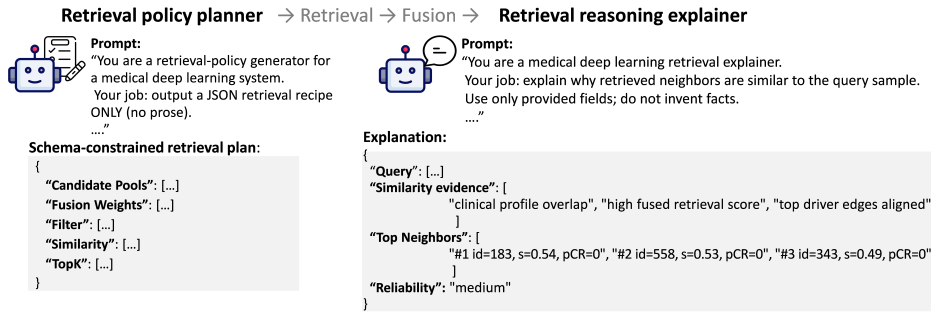 Retrieval policy planner → Retrieval → Fusion → Retrieval reasoning explainer
Prompt:
“You are a retrieval-policy generator for
a medical deep learning system.
Your job: output a JSON retrieval recipe
ONLY (no prose).
….”
Schema-constrained retrieval plan:
{
“Candidate Pools”: […]
“Fusion Weights”: […]
“Filter”: […]
“Similarity”: […]
“TopK”: […]
}
Prompt:
“You are a medical deep learning retrieval explainer.
Your job: explain why retrieved neighbors are similar to the query sample.
Use only provided fields; do not invent facts.
….”
Explanation:
{
“Query”: […]
“Similarity evidence”: [
"clinical profile overlap", "high fused retrieval score", "top driver edges aligned"
]
“Top Neighbors”: [
"#1 id=183, s=0.54, pCR=0", "#2 id=558, s=0.53, pCR=0", "#3 id=343, s=0.49, pCR=0"
]
“Reliability”: "medium"
}